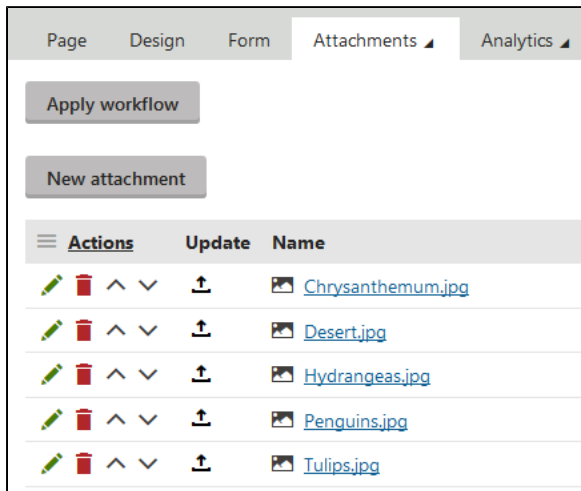 Page Design Form Attachments Analytics
Apply workflow
New attachment
Actions Update Name
Chrysanthemum.jpg
Desert.jpg
Hydrangeas.jpg
Penguins.jpg
Tulips.jpg